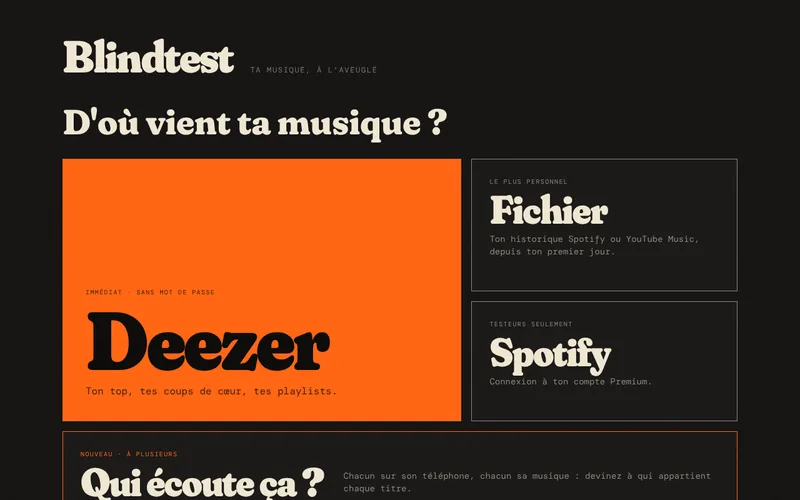 Blindtest
TA MUSIQUE, À L'AVEUGLE
D'où vient ta musique ?
IMMÉDIAT · SANS MOT DE PASSE
Deezer
Ton top, tes coups de cœur, tes playlists.
LE PLUS PERSONNEL
Fichier
Ton historique Spotify ou YouTube Music,
depuis ton premier jour.
TESTEURS SEULEMENT
Spotify
Connexion à ton compte Premium.
NOUVEAU · À PLUSIEURS
Qui écoute ça ?
Chacun sur son téléphone, chacun sa musique : devinez à qui appartient
chaque titre.